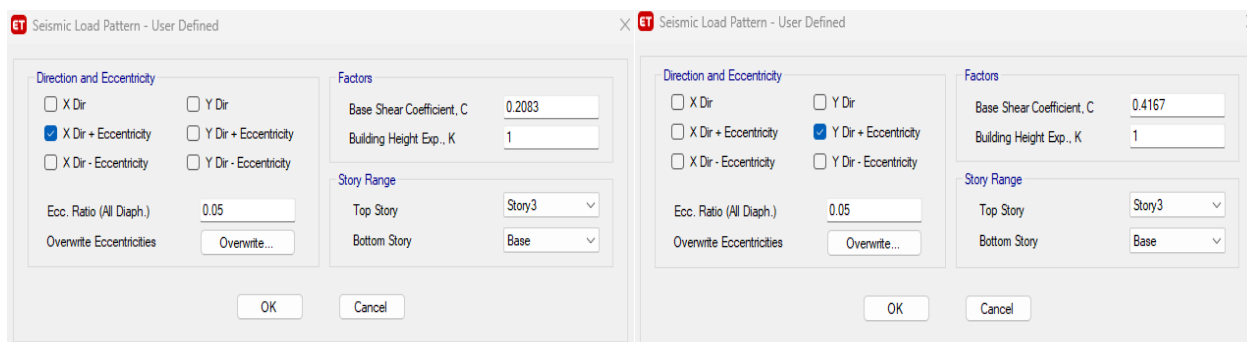 ET Seismic Load Pattern - User Defined
Direction and Eccentricity
X Dir Y Dir
X Dir + Eccentricity Y Dir + Eccentricity
X Dir - Eccentricity Y Dir - Eccentricity
Ecc. Ratio (All Diaph.) 0.05
Overwrite Eccentricities Overwrite...
Factors
Base Shear Coefficient, C 0.2083
Building Height Exp., K 1
Story Range
Top Story Story3
Bottom Story Base
OK Cancel
ET Seismic Load Pattern - User Defined
Direction and Eccentricity
X Dir Y Dir
X Dir + Eccentricity Y Dir + Eccentricity
X Dir - Eccentricity Y Dir - Eccentricity
Ecc. Ratio (All Diaph.) 0.05
Overwrite Eccentricities Overwrite...
Factors
Base Shear Coefficient, C 0.4167
Building Height Exp., K 1
Story Range
Top Story Story3
Bottom Story Base
OK Cancel